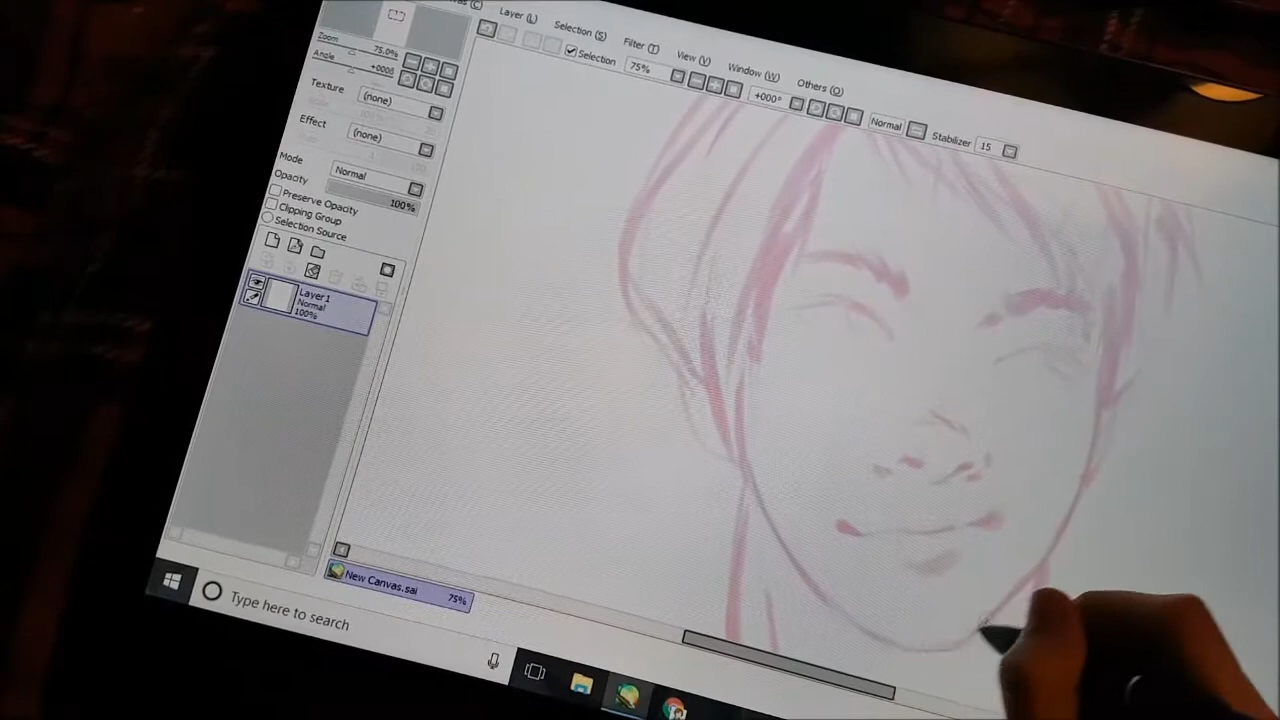 Layer (L)
Selection (S)
Filter (T)
View (V)
Window (W)
Others (O)
Selection
75%
+000°
Normal
Stabilizer 15
Zoom 75.0%
Angle +000°
Texture (none)
Effect (none)
Mode Normal
Opacity 100%
Preserve Opacity
Clipping Group
Selection Source
Layer1
Normal
100%
New Canvas.sai 75%
Type here to search